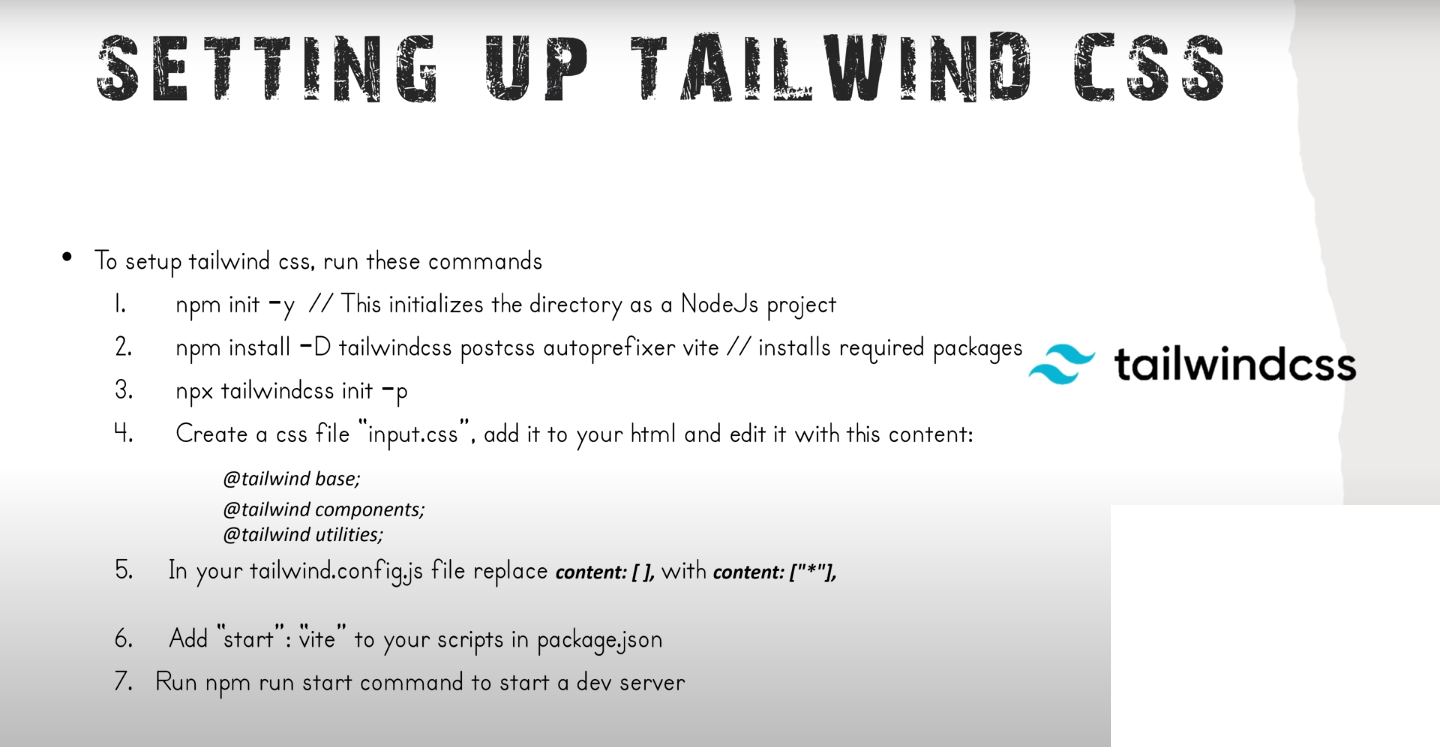 SETTING UP TAILWIND CSS
• To setup tailwind css, run these commands
1. npm init -y // This initializes the directory as a NodeJs project
2. npm install -D tailwindcss postcss autoprefixer vite // installs required packages
tailwindcss
3. npx tailwindcss init -p
4. Create a css file “input.css”, add it to your html and edit it with this content:
@tailwind base;
@tailwind components;
@tailwind utilities;
5. In your tailwind.config.js file replace content: [ ], with content: ["*"],
6. Add “start”: “vite” to your scripts in package.json
7. Run npm run start command to start a dev server